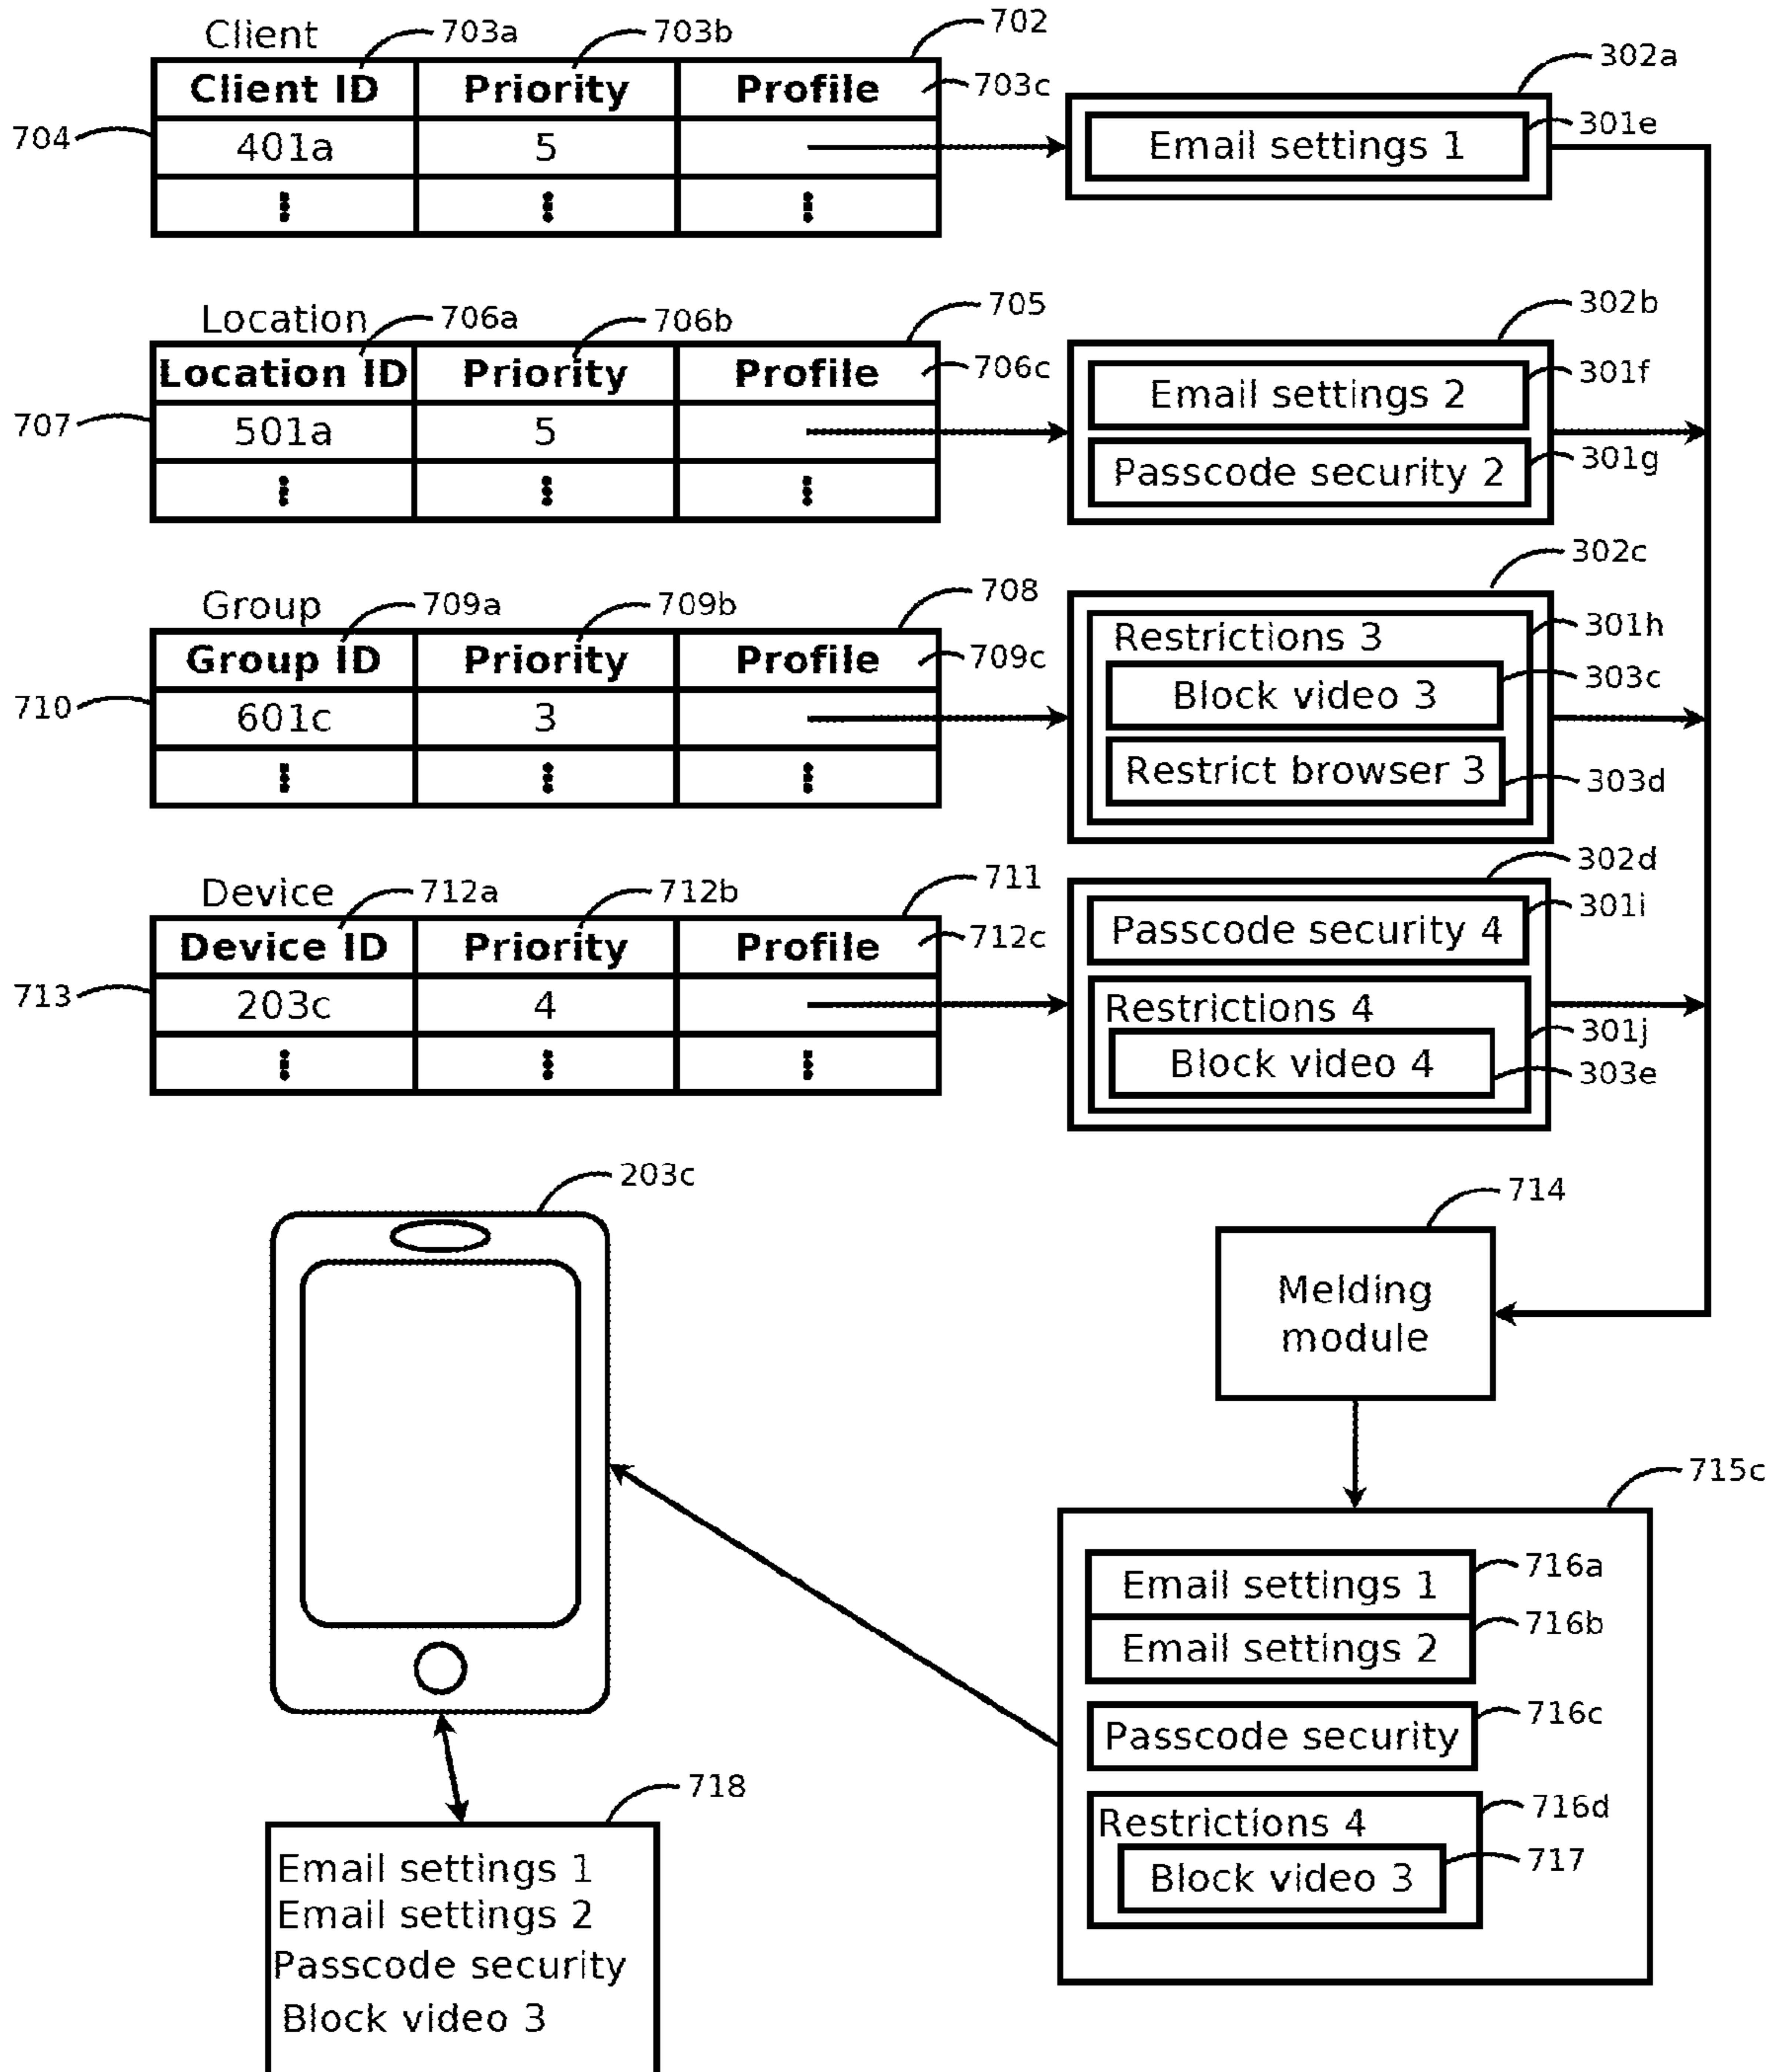 Client 703a 703b 702
Client ID Priority Profile 703c
704 401a 5
302a
Email settings 1 301e
Location 706a 706b 705
Location ID Priority Profile 706c
707 501a 5
302b
Email settings 2 301f
Passcode security 2 301g
Group 709a 709b 708
Group ID Priority Profile 709c
710 601c 3
302c
Restrictions 3 301h
Block video 3 303c
Restrict browser 3 303d
Device 712a 712b 711
Device ID Priority Profile 712c
713 203c 4
302d
Passcode security 4 301i
Restrictions 4 301j
Block video 4 303e
203c
714
Melding
module
715c
Email settings 1 716a
Email settings 2 716b
Passcode security 716c
Restrictions 4 716d
Block video 3 717
718
Email settings 1
Email settings 2
Passcode security
Block video 3